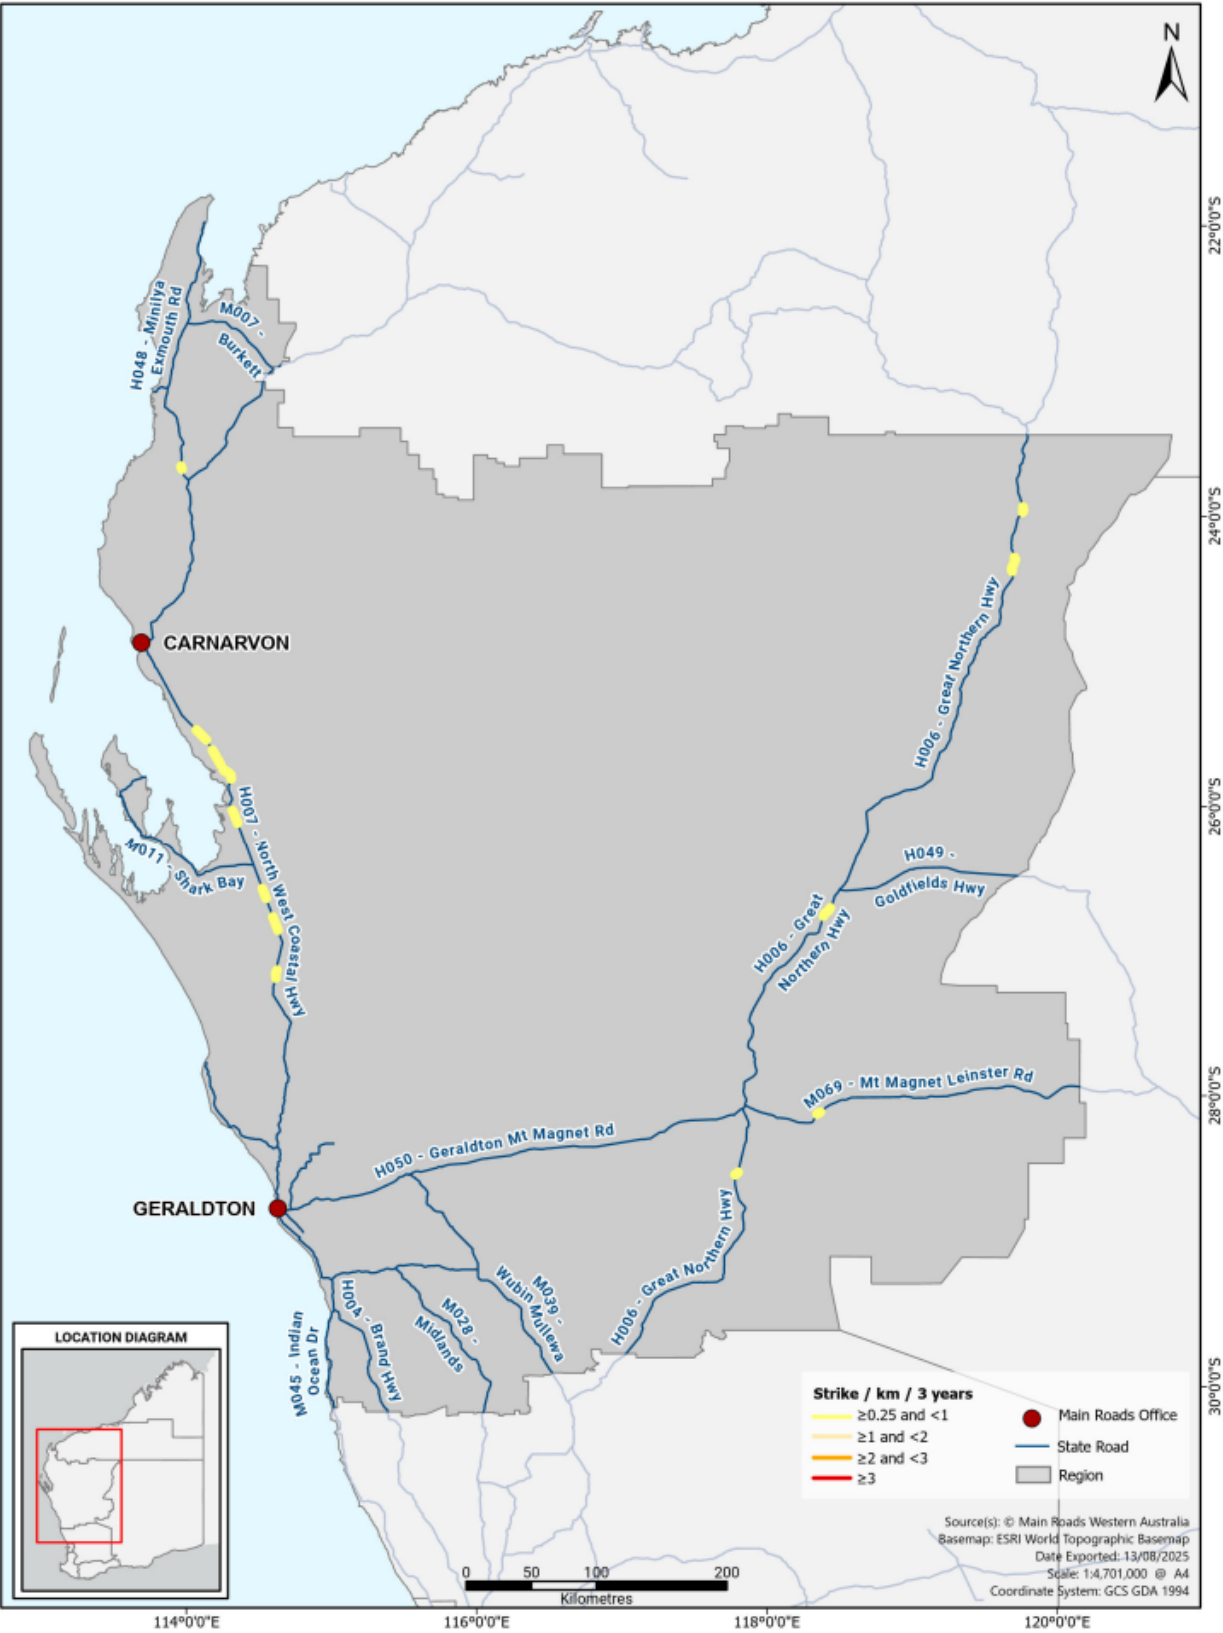 N
22°0'0"S
H048 - Minilya
Exmouth Rd
M007 -
Burkett
24°0'0"S
CARNARVON
H006 - Great Northern Hwy
26°0'0"S
H007 - North West Coastal Hwy
M011 - Shark Bay
H049 -
Goldfields Hwy
H006 - Great
Northern Hwy
28°0'0"S
M069 - Mt Magnet Leinster Rd
H050 - Geraldton Mt Magnet Rd
GERALDTON
H006 - Great Northern Hwy
M039 -
Wubin Mullewa
M028 -
Midlands
H004 - Brand Hwy
M045 - Indian
Ocean Dr
30°0'0"S
LOCATION DIAGRAM
Strike / km / 3 years
≥0.25 and <1
≥1 and <2
≥2 and <3
≥3
Main Roads Office
State Road
Region
Source(s): © Main Roads Western Australia
Basemap: ESRI World Topographic Basemap
Date Exported: 13/08/2025
Scale: 1:4,701,000 @ A4
Coordinate System: GCS GDA 1994
0 50 100 200
Kilometres
114°0'0"E 116°0'0"E 118°0'0"E 120°0'0"E